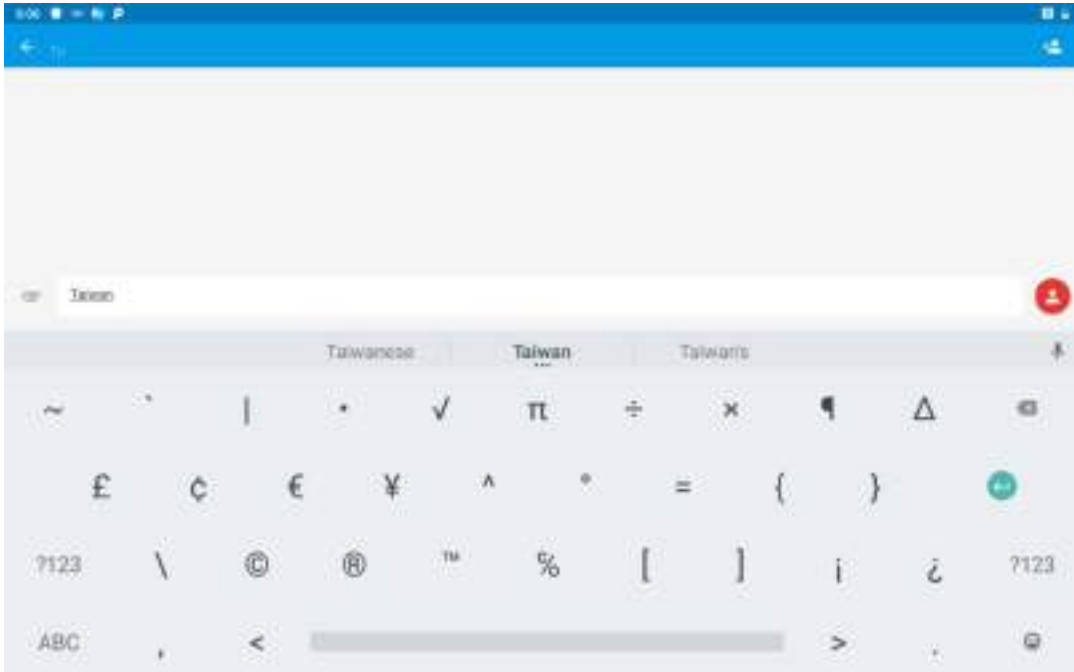 Taiwan
Taiwanese Taiwan Taiwan's
~ ` | • √ π ÷ × ¶ Δ
£ ¢ € ¥ ^ ° = { }
?123 \ © ® ™ ℅ [ ] ¡ ¿ ?123
ABC , < > .